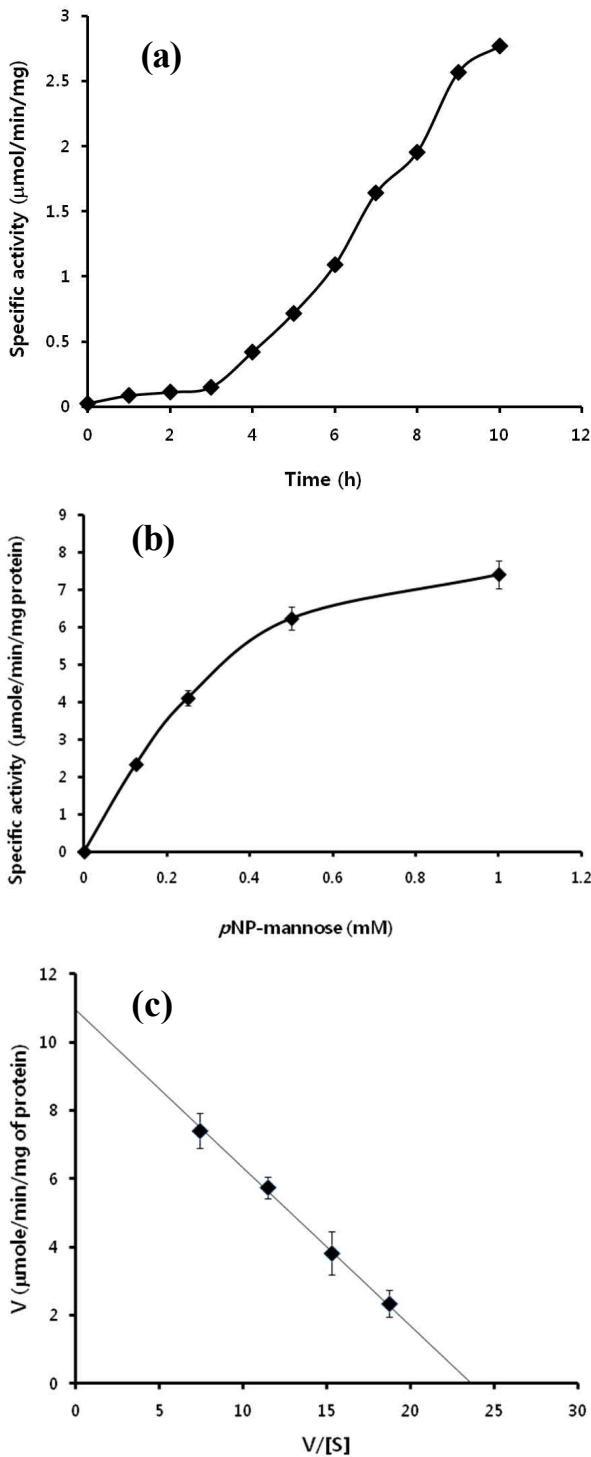 (a)
Specific activity (μmol/min/mg)
3
2.5
2
1.5
1
0.5
0
0 2 4 6 8 10 12
Time (h)
(b)
Specific activity (μmole/min/mg protein)
9
8
7
6
5
4
3
2
1
0
0 0.2 0.4 0.6 0.8 1 1.2
pNP-mannose (mM)
(c)
V (μmole/min/mg of protein)
12
10
8
6
4
2
0
0 5 10 15 20 25 30
V/[S]